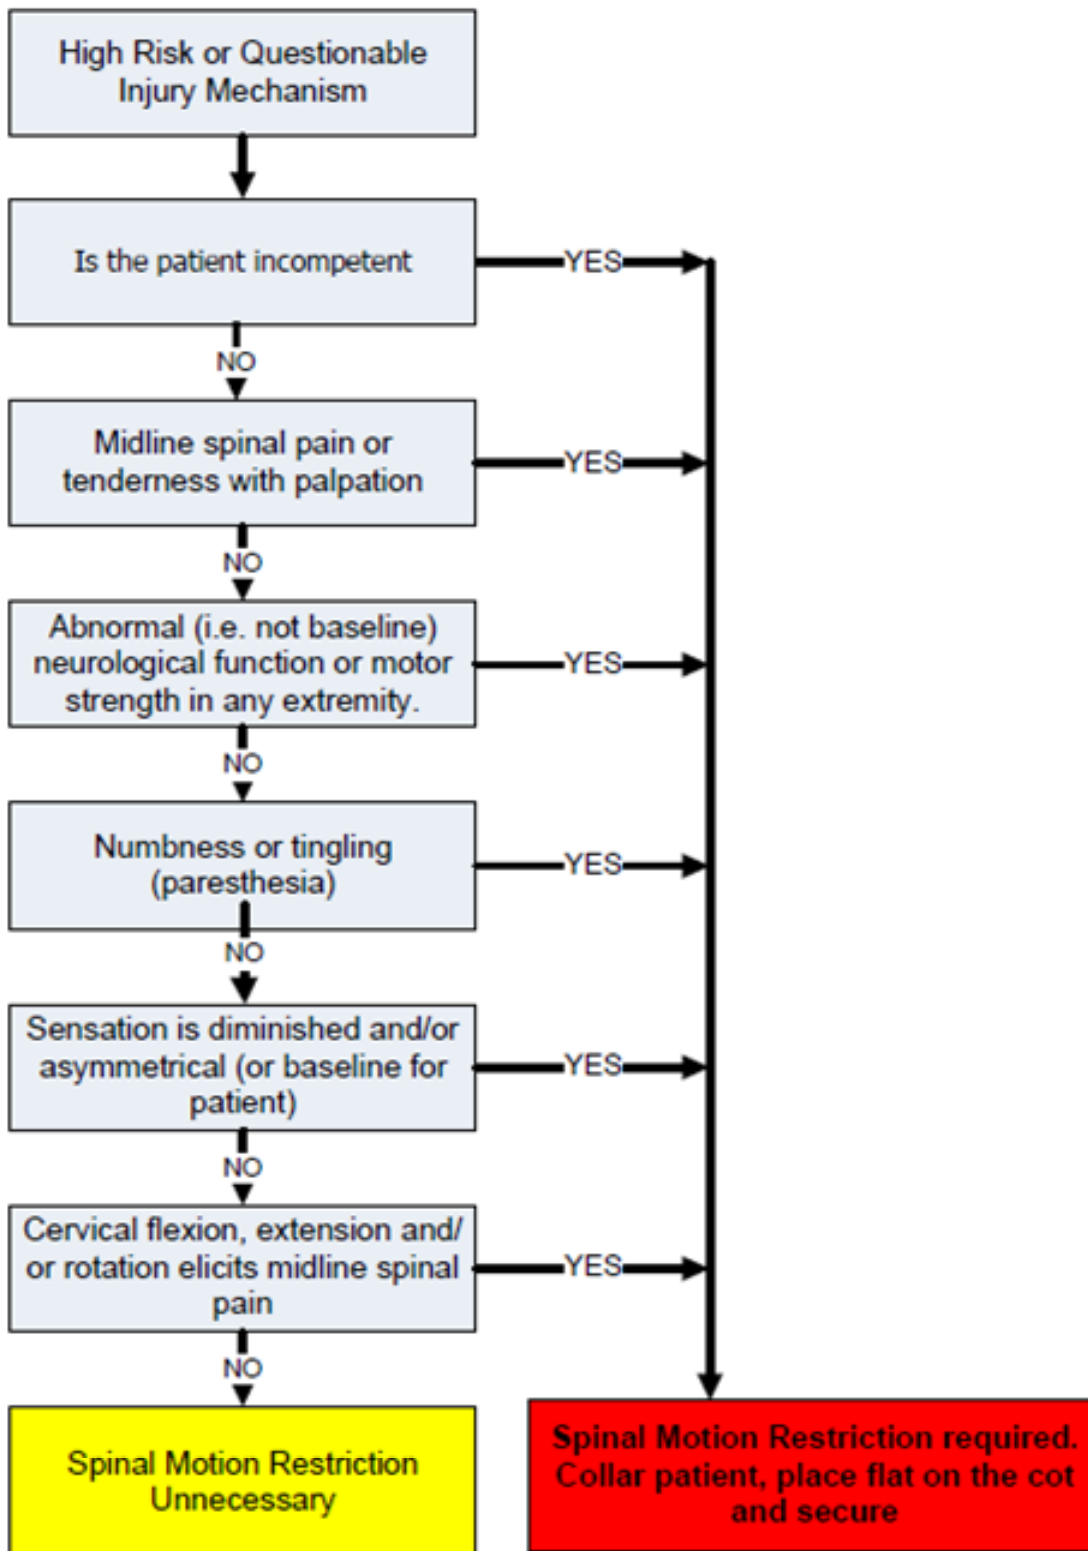 High Risk or Questionable
Injury Mechanism
Is the patient incompetent
YES
NO
Midline spinal pain or
tenderness with palpation
YES
NO
Abnormal (i.e. not baseline)
neurological function or motor
strength in any extremity.
YES
NO
Numbness or tingling
(paresthesia)
YES
NO
Sensation is diminished and/or
asymmetrical (or baseline for
patient)
YES
NO
Cervical flexion, extension and/
or rotation elicits midline spinal
pain
YES
NO
Spinal Motion Restriction
Unnecessary
Spinal Motion Restriction required.
Collar patient, place flat on the cot
and secure